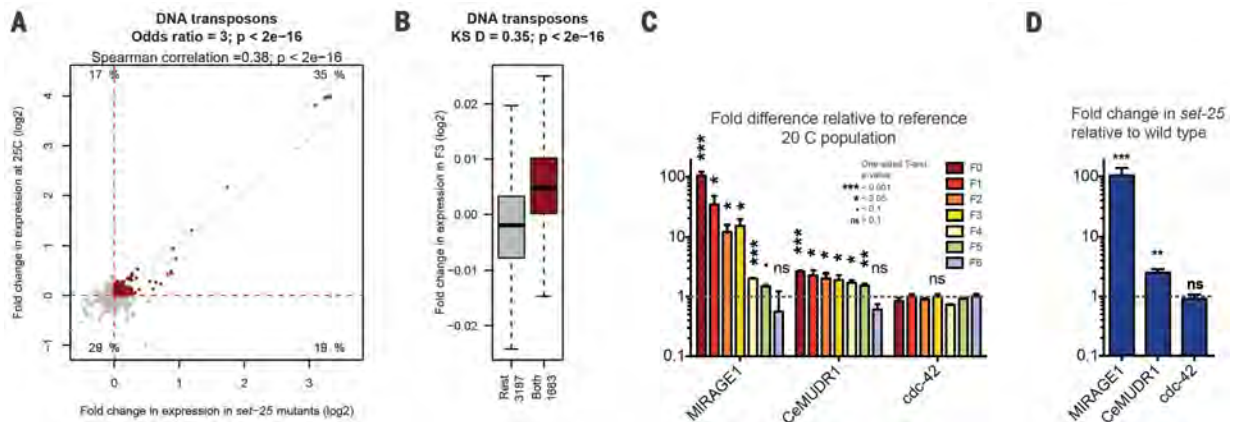 A
DNA transposons
Odds ratio = 3; p < 2e−16
Spearman correlation =0.38; p < 2e−16
17 %
35 %
29 %
19 %
Fold change in expression at 25C (log2)
4
3
2
1
0
-1
0
1
2
3
Fold change in expression in set-25 mutants (log2)
B
DNA transposons
KS D = 0.35; p < 2e−16
Fold change in expression in F3 (log2)
0.02
0.01
0.00
−0.01
−0.02
Rest
3187
Both
1663
C
Fold difference relative to reference
20 C population
One-sided T-test
p value:
*** < 0.001
* < 0.05
< 0.1
ns > 0.1
F0
F1
F2
F3
F4
F5
F6
100
10
1
0.1
***
*
*
*
***
•
ns
***
*
*
*
*
**
ns
ns
MIRAGE1
CeMUDR1
cdc-42
D
Fold change in set-25
relative to wild type
100
10
1
0.1
***
**
ns
MIRAGE1
CeMUDR1
cdc-42